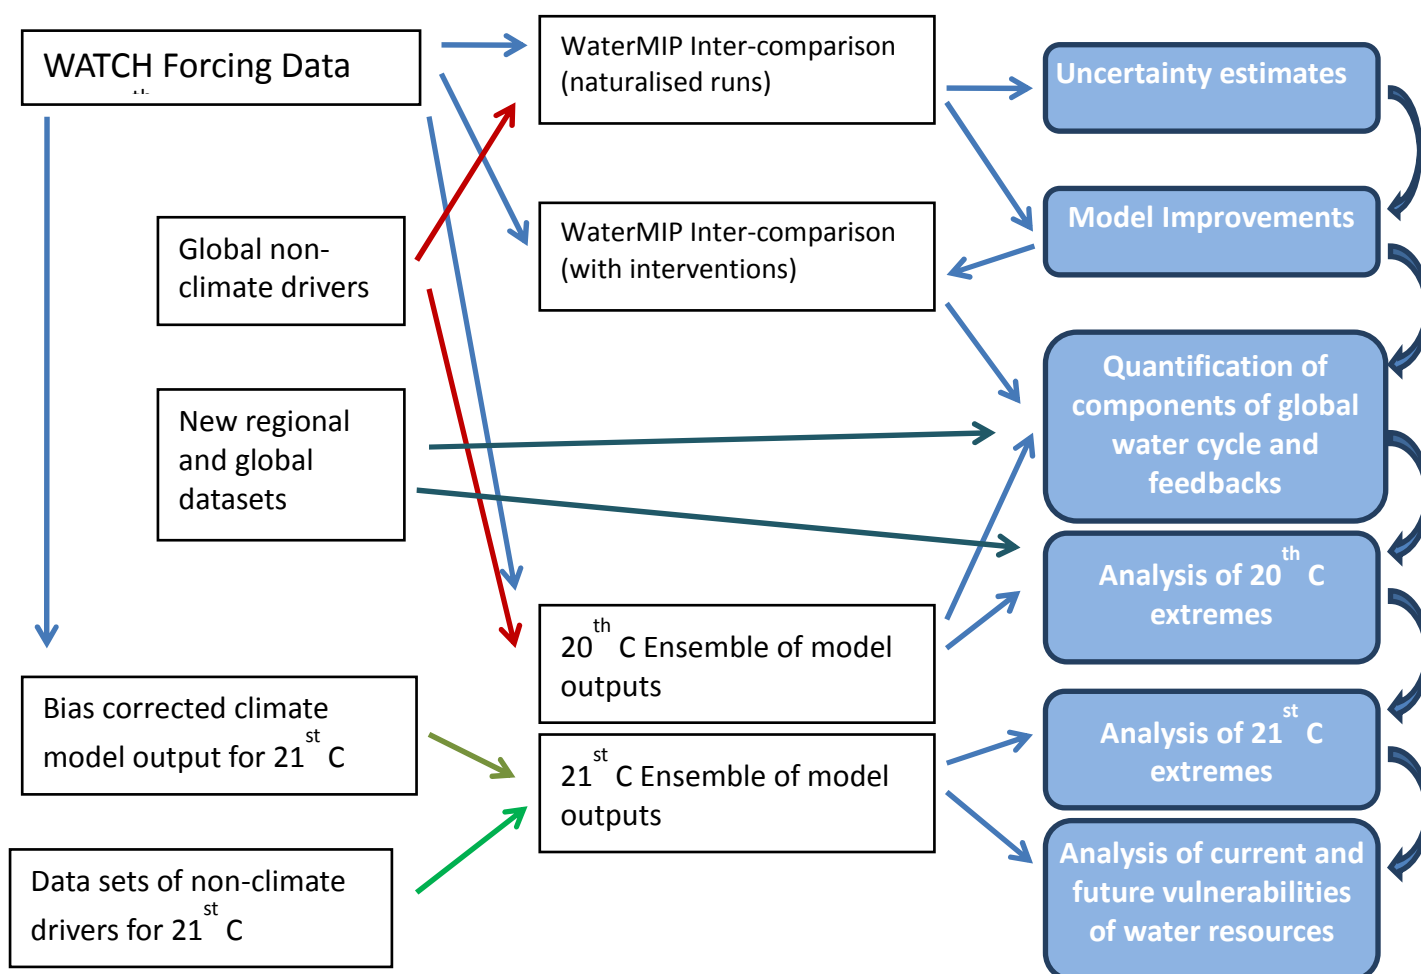 WATCH Forcing Data
th
Global non-
climate drivers
New regional
and global
datasets
Bias corrected climate
model output for 21st C
Data sets of non-climate
drivers for 21st C
WaterMIP Inter-comparison
(naturalised runs)
WaterMIP Inter-comparison
(with interventions)
20th C Ensemble of model
outputs
21st C Ensemble of model
outputs
Uncertainty estimates
Model Improvements
Quantification of
components of global
water cycle and
feedbacks
Analysis of 20th C
extremes
Analysis of 21st C
extremes
Analysis of current and
future vulnerabilities
of water resources